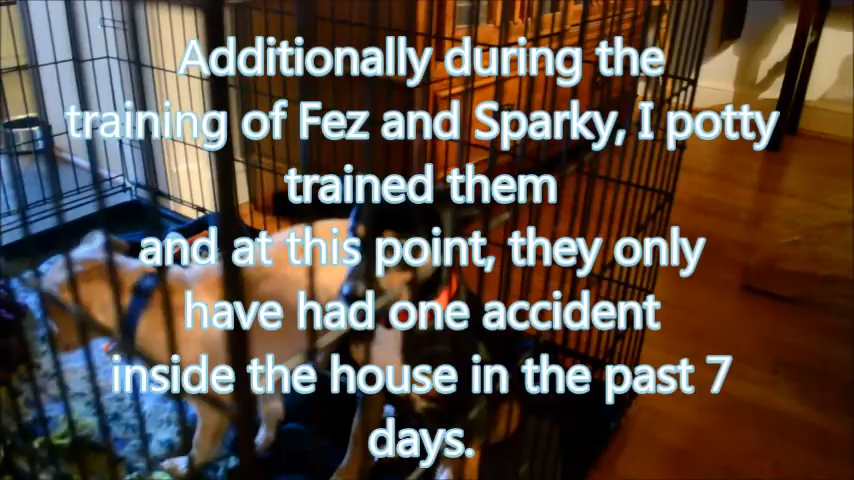 Additionally during the
training of Fez and Sparky, I potty
trained them
and at this point, they only
have had one accident
inside the house in the past 7
days.